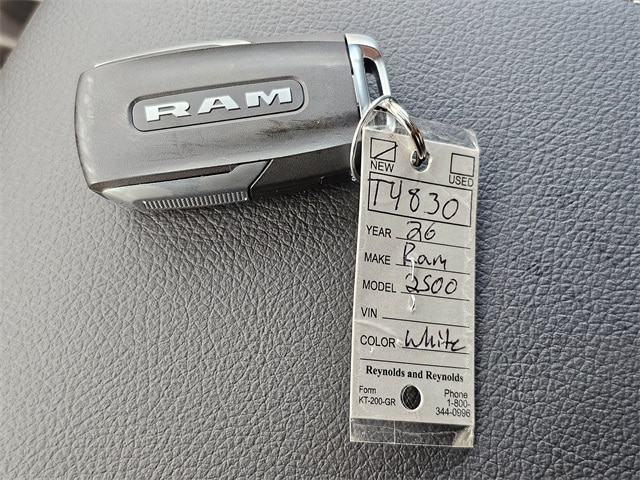 RAM
NEW
USED
T4830
YEAR 26
MAKE Ram
MODEL 2500
VIN
COLOR White
Reynolds and Reynolds
Form
KT-200-GR
Phone
1-800-
344-0996